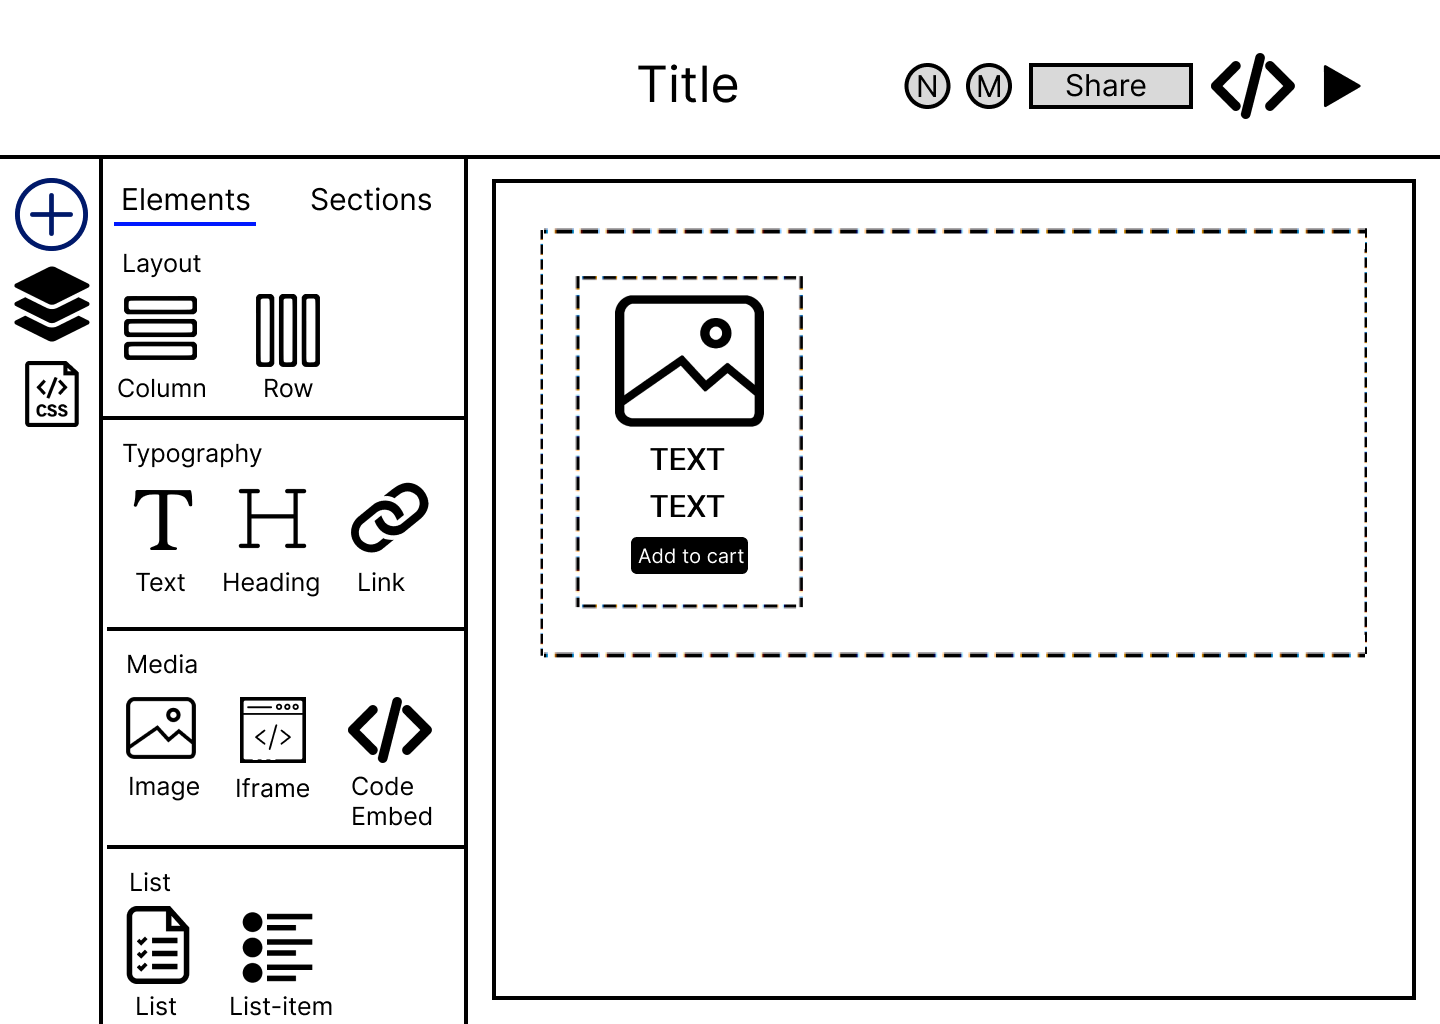 Title
N
M
Share
</>
Elements
Sections
Layout
Column
Row
</>
CSS
Typography
T
H
Text
Heading
Link
Media
</>
</>
Image
Iframe
Code
Embed
List
List
List-item
TEXT
TEXT
Add to cart